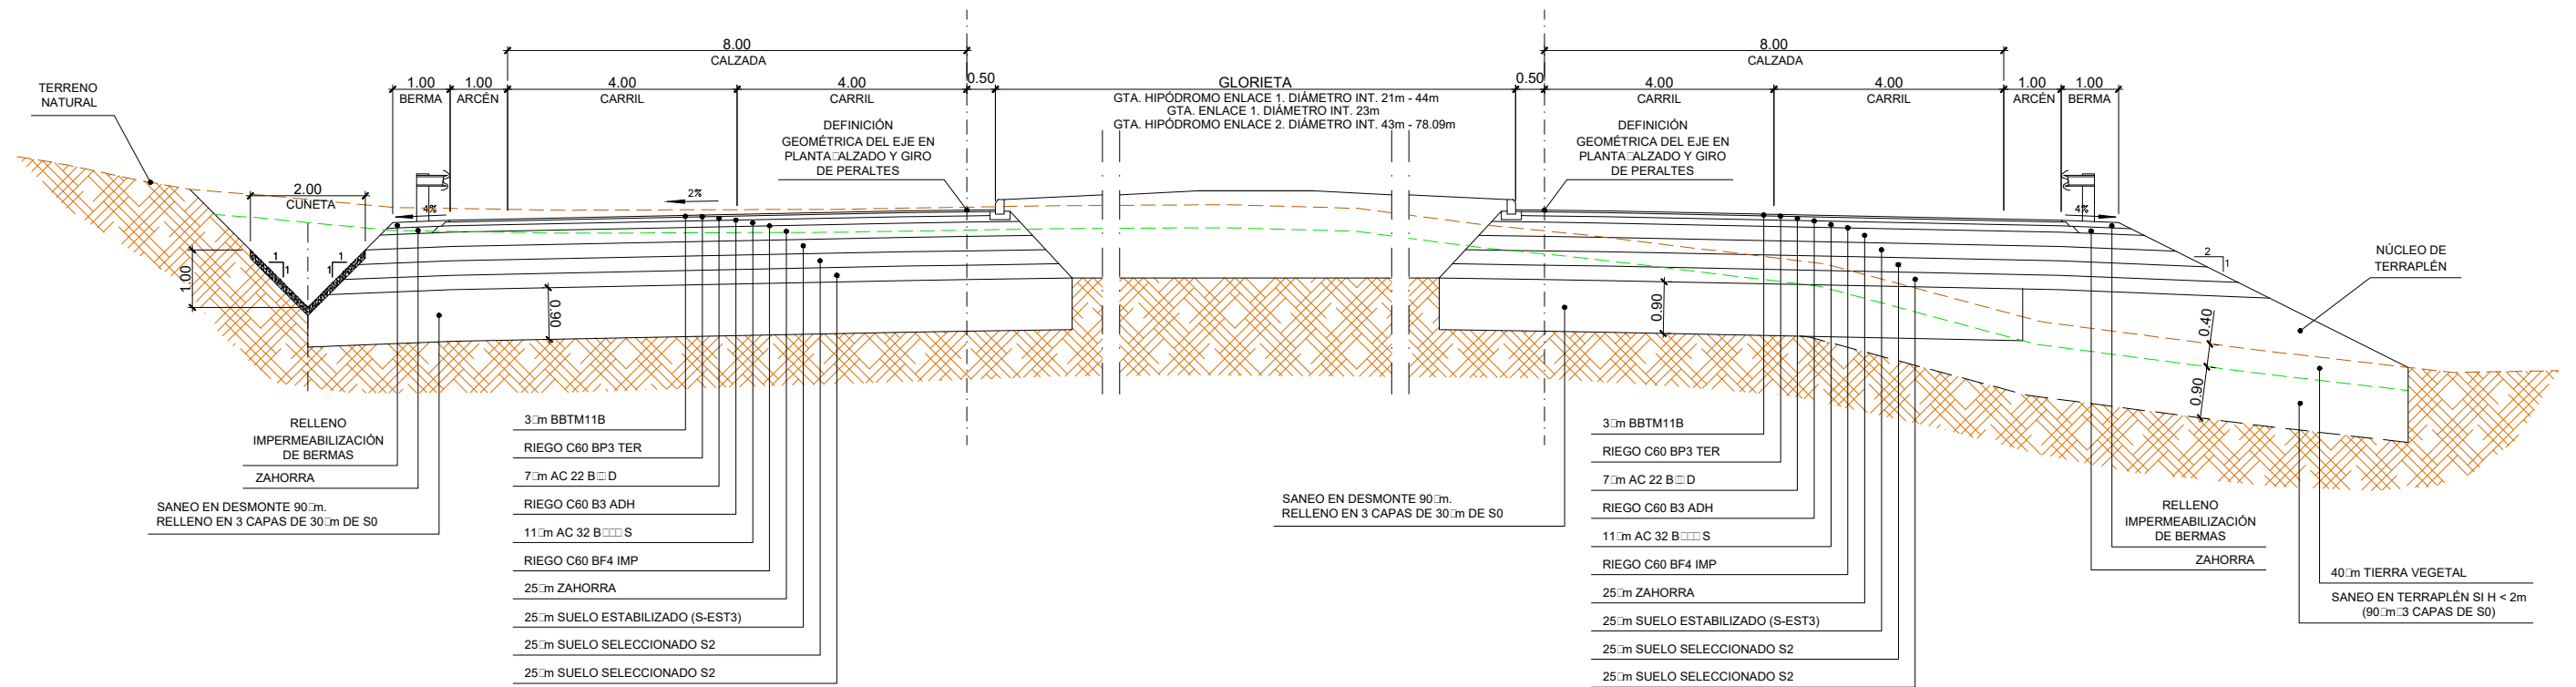 8.00
CALZADA
8.00
CALZADA
1.00
BERMA
1.00
ARCÉN
4.00
CARRIL
4.00
CARRIL
0.50
GLORIETA
GTA. HIPÓDROMO ENLACE 1. DIÁMETRO INT. 21m - 44m
GTA. ENLACE 1. DIÁMETRO INT. 23m
GTA. HIPÓDROMO ENLACE 2. DIÁMETRO INT. 43m - 78.09m
0.50
4.00
CARRIL
4.00
CARRIL
1.00
ARCÉN
1.00
BERMA
TERRENO
NATURAL
DEFINICIÓN
GEOMÉTRICA DEL EJE EN
PLANTA□ALZADO Y GIRO
DE PERALTES
DEFINICIÓN
GEOMÉTRICA DEL EJE EN
PLANTA□ALZADO Y GIRO
DE PERALTES
2.00
CUNETA
4%
2%
4%
1
1
1
1
1.00
0.90
0.90
2
1
NÚCLEO DE
TERRAPLÉN
0.40
0.90
RELLENO
IMPERMEABILIZACIÓN
DE BERMAS
ZAHORRA
SANEO EN DESMONTE 90□m.
RELLENO EN 3 CAPAS DE 30□m DE S0
3□m BBTM11B
RIEGO C60 BP3 TER
7□m AC 22 B□□ D
RIEGO C60 B3 ADH
11□m AC 32 B□□□ S
RIEGO C60 BF4 IMP
25□m ZAHORRA
25□m SUELO ESTABILIZADO (S-EST3)
25□m SUELO SELECCIONADO S2
25□m SUELO SELECCIONADO S2
SANEO EN DESMONTE 90□m.
RELLENO EN 3 CAPAS DE 30□m DE S0
3□m BBTM11B
RIEGO C60 BP3 TER
7□m AC 22 B□□ D
RIEGO C60 B3 ADH
11□m AC 32 B□□□ S
RIEGO C60 BF4 IMP
25□m ZAHORRA
25□m SUELO ESTABILIZADO (S-EST3)
25□m SUELO SELECCIONADO S2
25□m SUELO SELECCIONADO S2
RELLENO
IMPERMEABILIZACIÓN
DE BERMAS
ZAHORRA
40□m TIERRA VEGETAL
SANEO EN TERRAPLÉN SI H < 2m
(90□m□3 CAPAS DE S0)